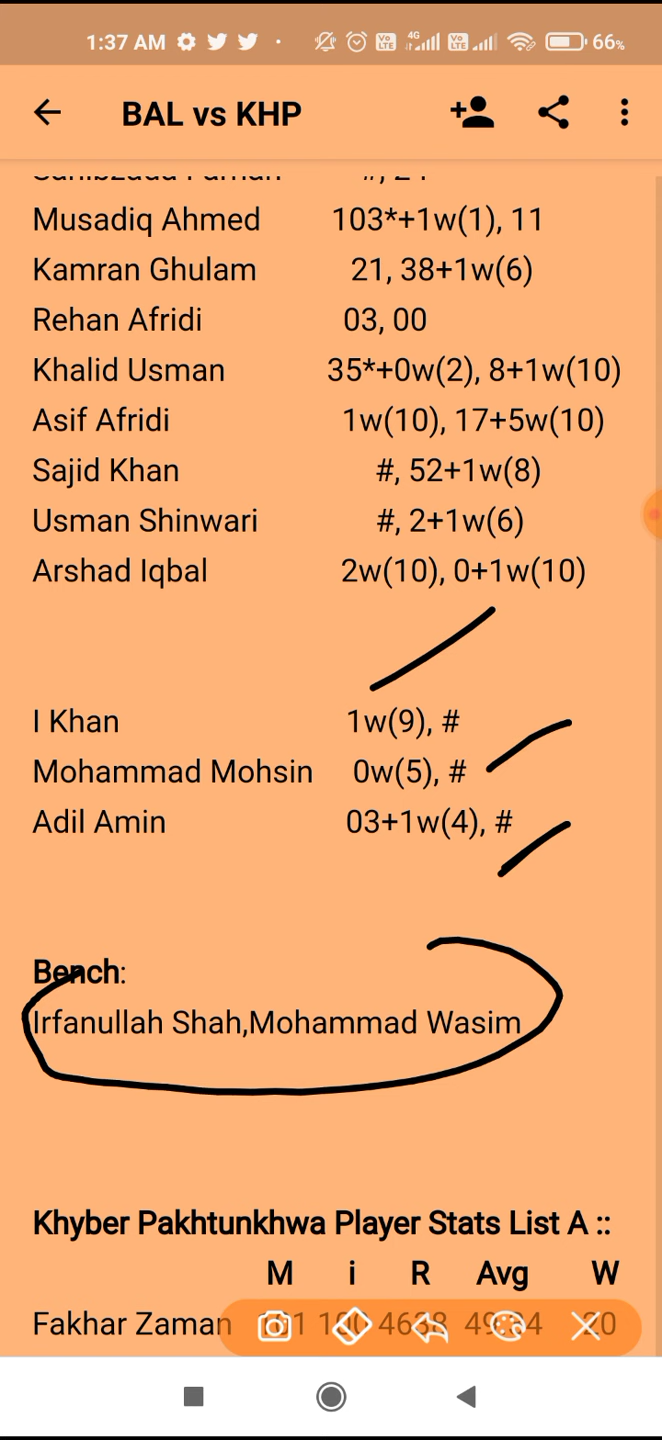 1:37 AM 4G 66%
BAL vs KHP
Musadiq Ahmed 103*+1w(1), 11
Kamran Ghulam 21, 38+1w(6)
Rehan Afridi 03, 00
Khalid Usman 35*+0w(2), 8+1w(10)
Asif Afridi 1w(10), 17+5w(10)
Sajid Khan #, 52+1w(8)
Usman Shinwari #, 2+1w(6)
Arshad Iqbal 2w(10), 0+1w(10)
I Khan 1w(9), #
Mohammad Mohsin 0w(5), #
Adil Amin 03+1w(4), #
Bench:
Irfanullah Shah,Mohammad Wasim
Khyber Pakhtunkhwa Player Stats List A ::
M i R Avg W
Fakhar Zaman